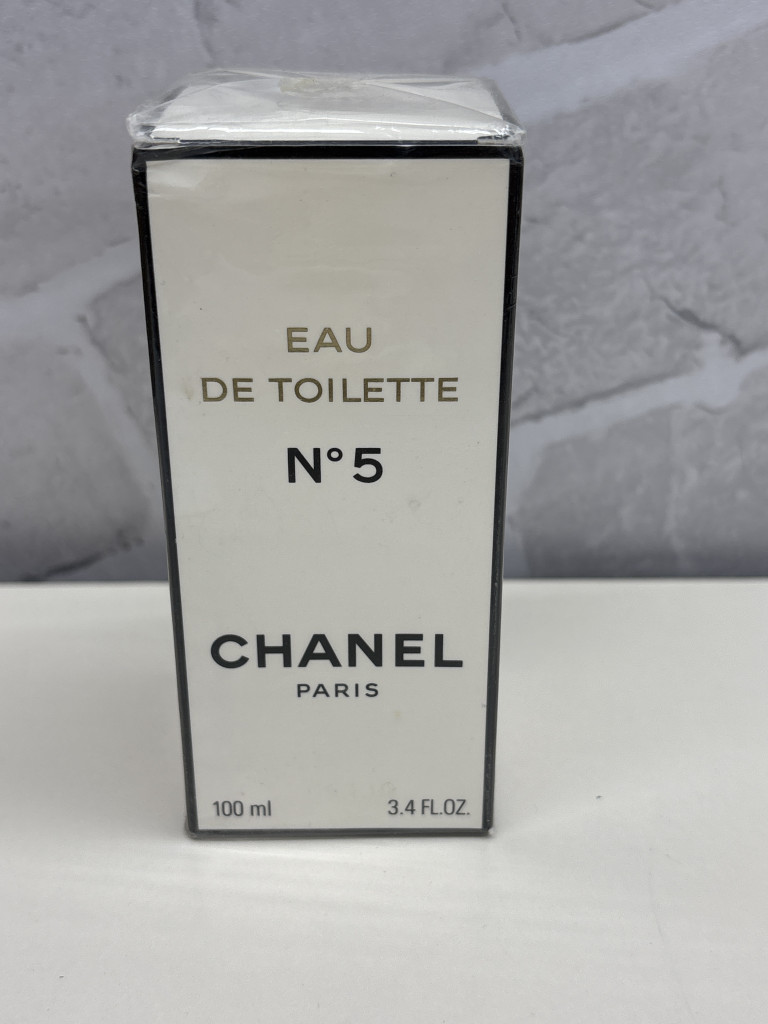 EAU
DE TOILETTE
N° 5
CHANEL
PARIS
100 ml 3.4 FL.OZ.